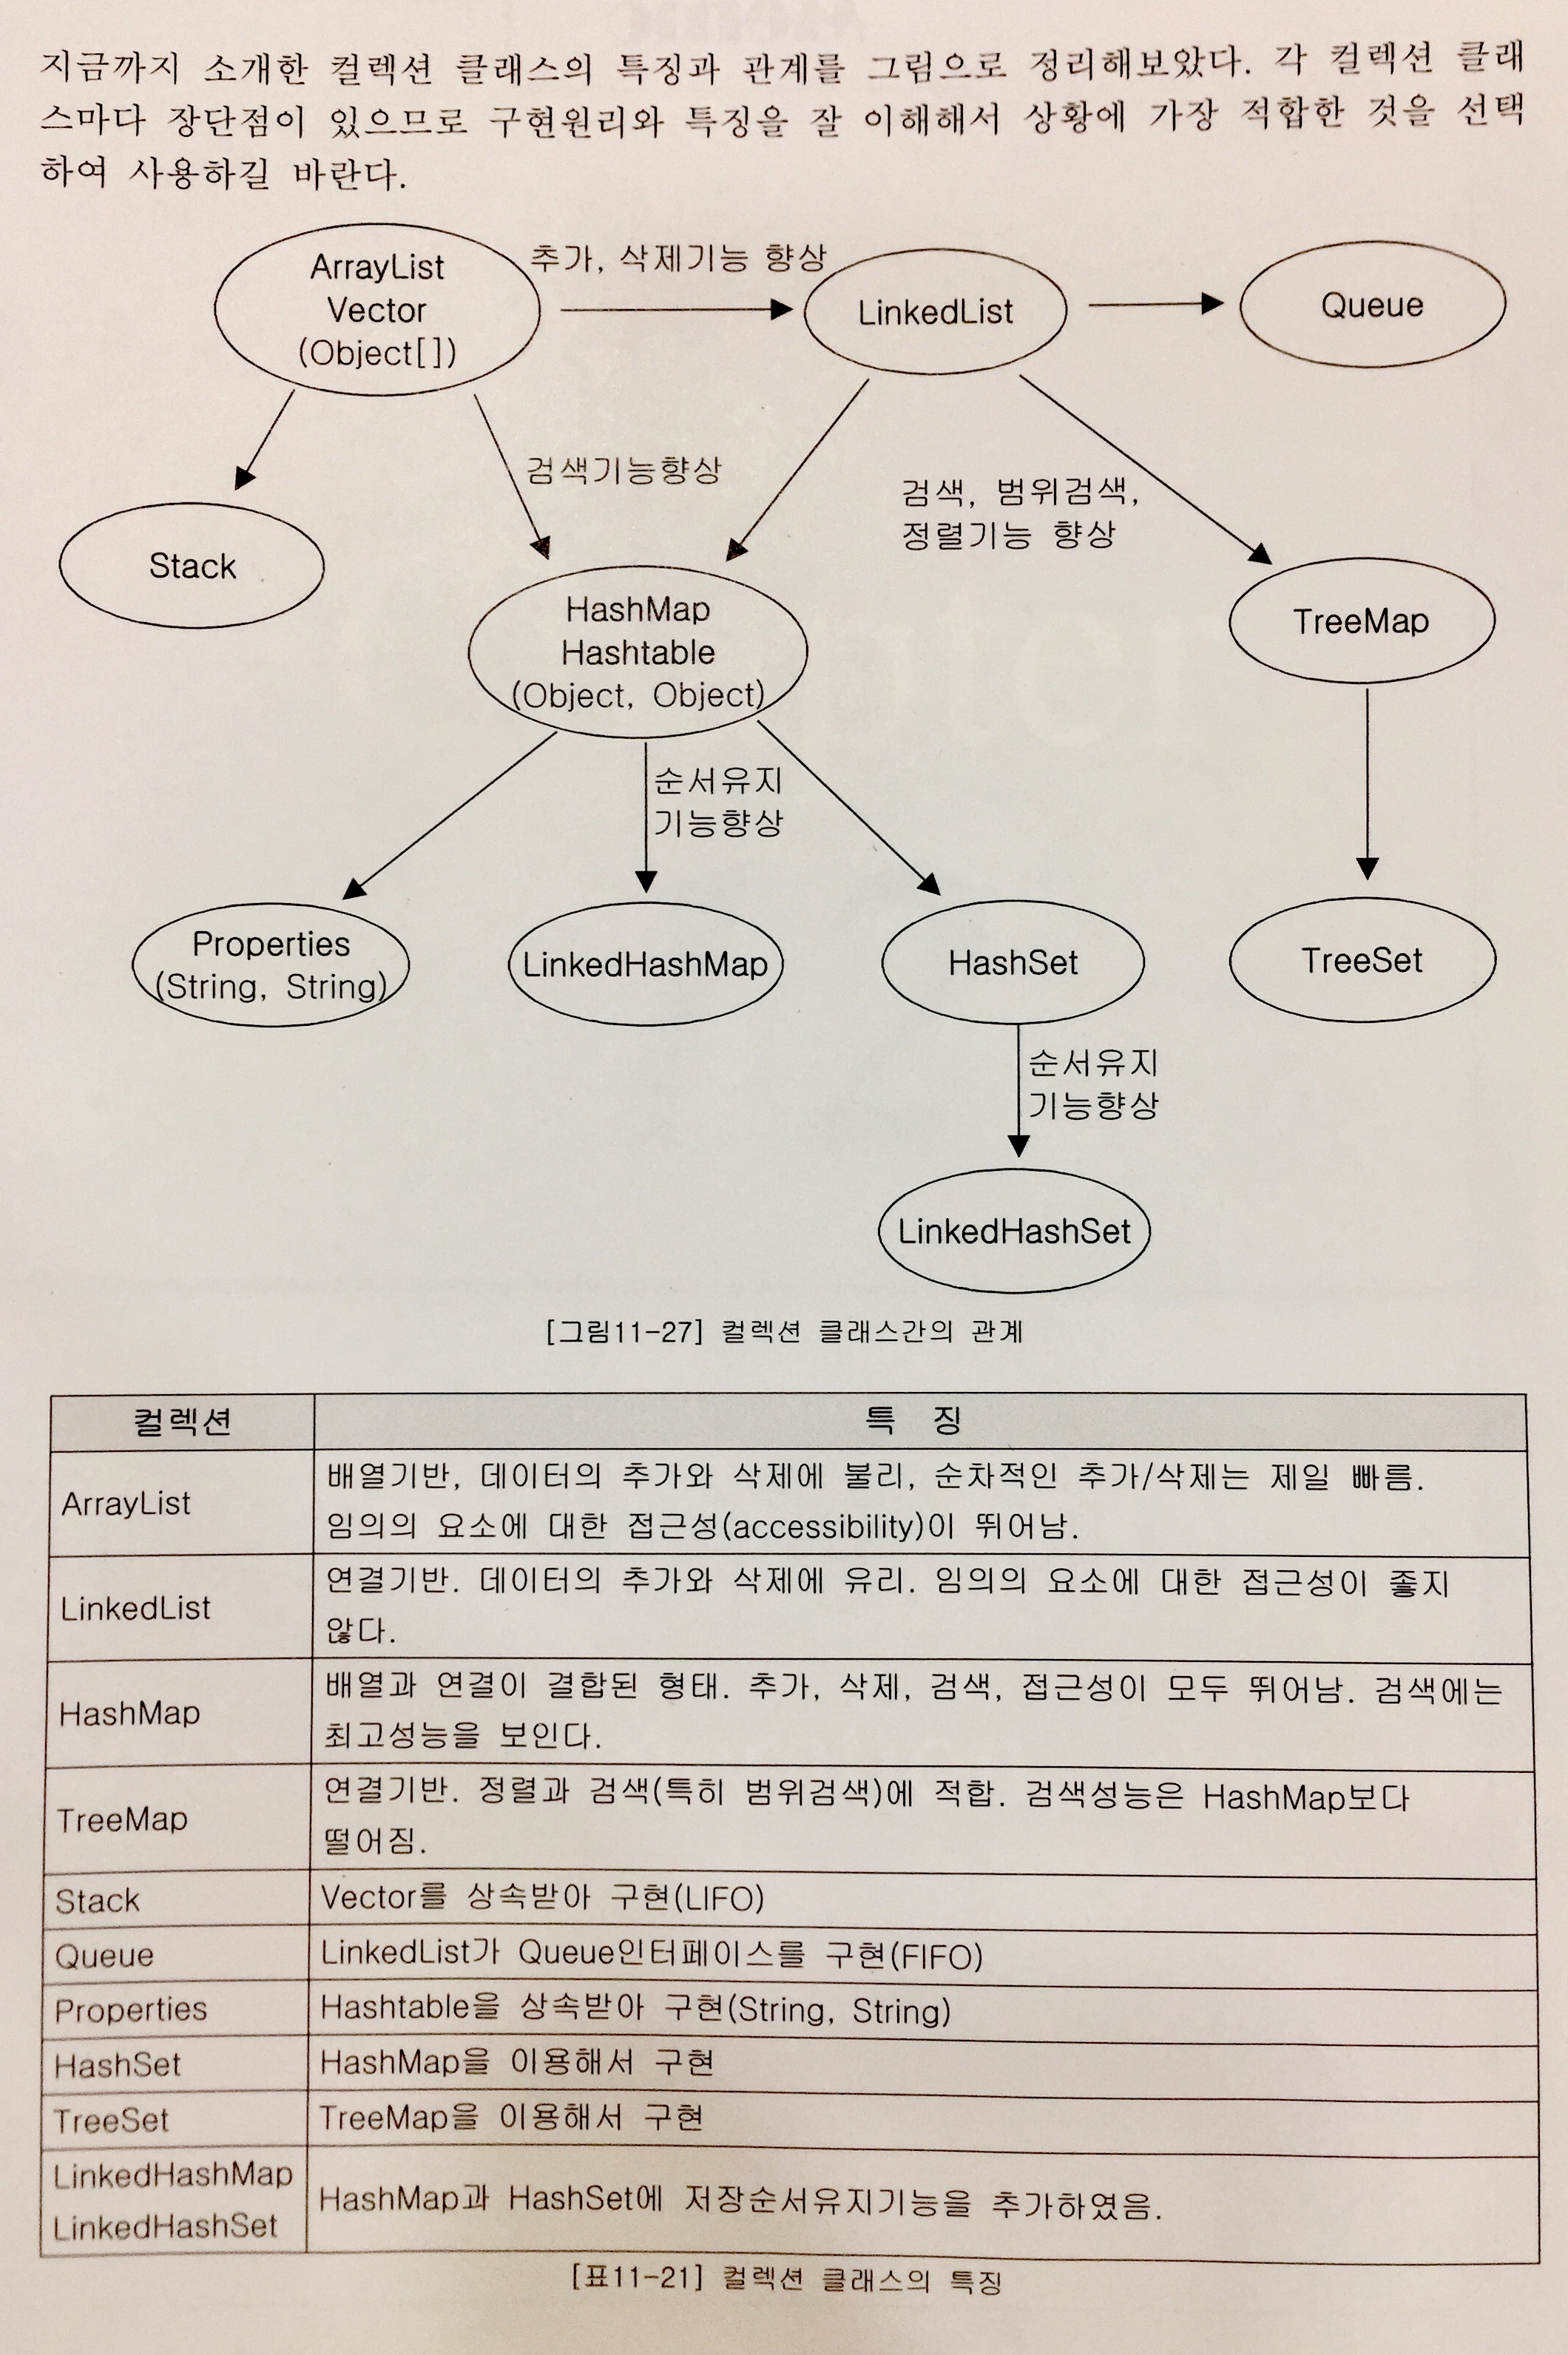 지금까지 소개한 컬렉션 클래스의 특징과 관계를 그림으로 정리해보았다. 각 컬렉션 클래
스마다 장단점이 있으므로 구현원리와 특징을 잘 이해해서 상황에 가장 적합한 것을 선택
하여 사용하길 바란다.
ArrayList
Vector
(Object[])
추가, 삭제기능 향상
LinkedList
Queue
검색기능향상
검색, 범위검색,
정렬기능 향상
Stack
HashMap
Hashtable
(Object, Object)
TreeMap
순서유지
기능향상
Properties
(String, String)
LinkedHashMap
HashSet
TreeSet
순서유지
기능향상
LinkedHashSet
[그림11-27] 컬렉션 클래스간의 관계
컬렉션 특 징
ArrayList
배열기반, 데이터의 추가와 삭제에 불리, 순차적인 추가/삭제는 제일 빠름.
임의의 요소에 대한 접근성(accessibility)이 뛰어남.
LinkedList
연결기반. 데이터의 추가와 삭제에 유리. 임의의 요소에 대한 접근성이 좋지
않다.
HashMap
배열과 연결이 결합된 형태. 추가, 삭제, 검색, 접근성이 모두 뛰어남. 검색에는
최고성능을 보인다.
TreeMap
연결기반. 정렬과 검색(특히 범위검색)에 적합. 검색성능은 HashMap보다
떨어짐.
Stack Vector를 상속받아 구현(LIFO)
Queue LinkedList가 Queue인터페이스를 구현(FIFO)
Properties Hashtable을 상속받아 구현(String, String)
HashSet HashMap을 이용해서 구현
TreeSet TreeMap을 이용해서 구현
LinkedHashMap
LinkedHashSet
HashMap과 HashSet에 저장순서유지기능을 추가하였음.
[표11-21] 컬렉션 클래스의 특징